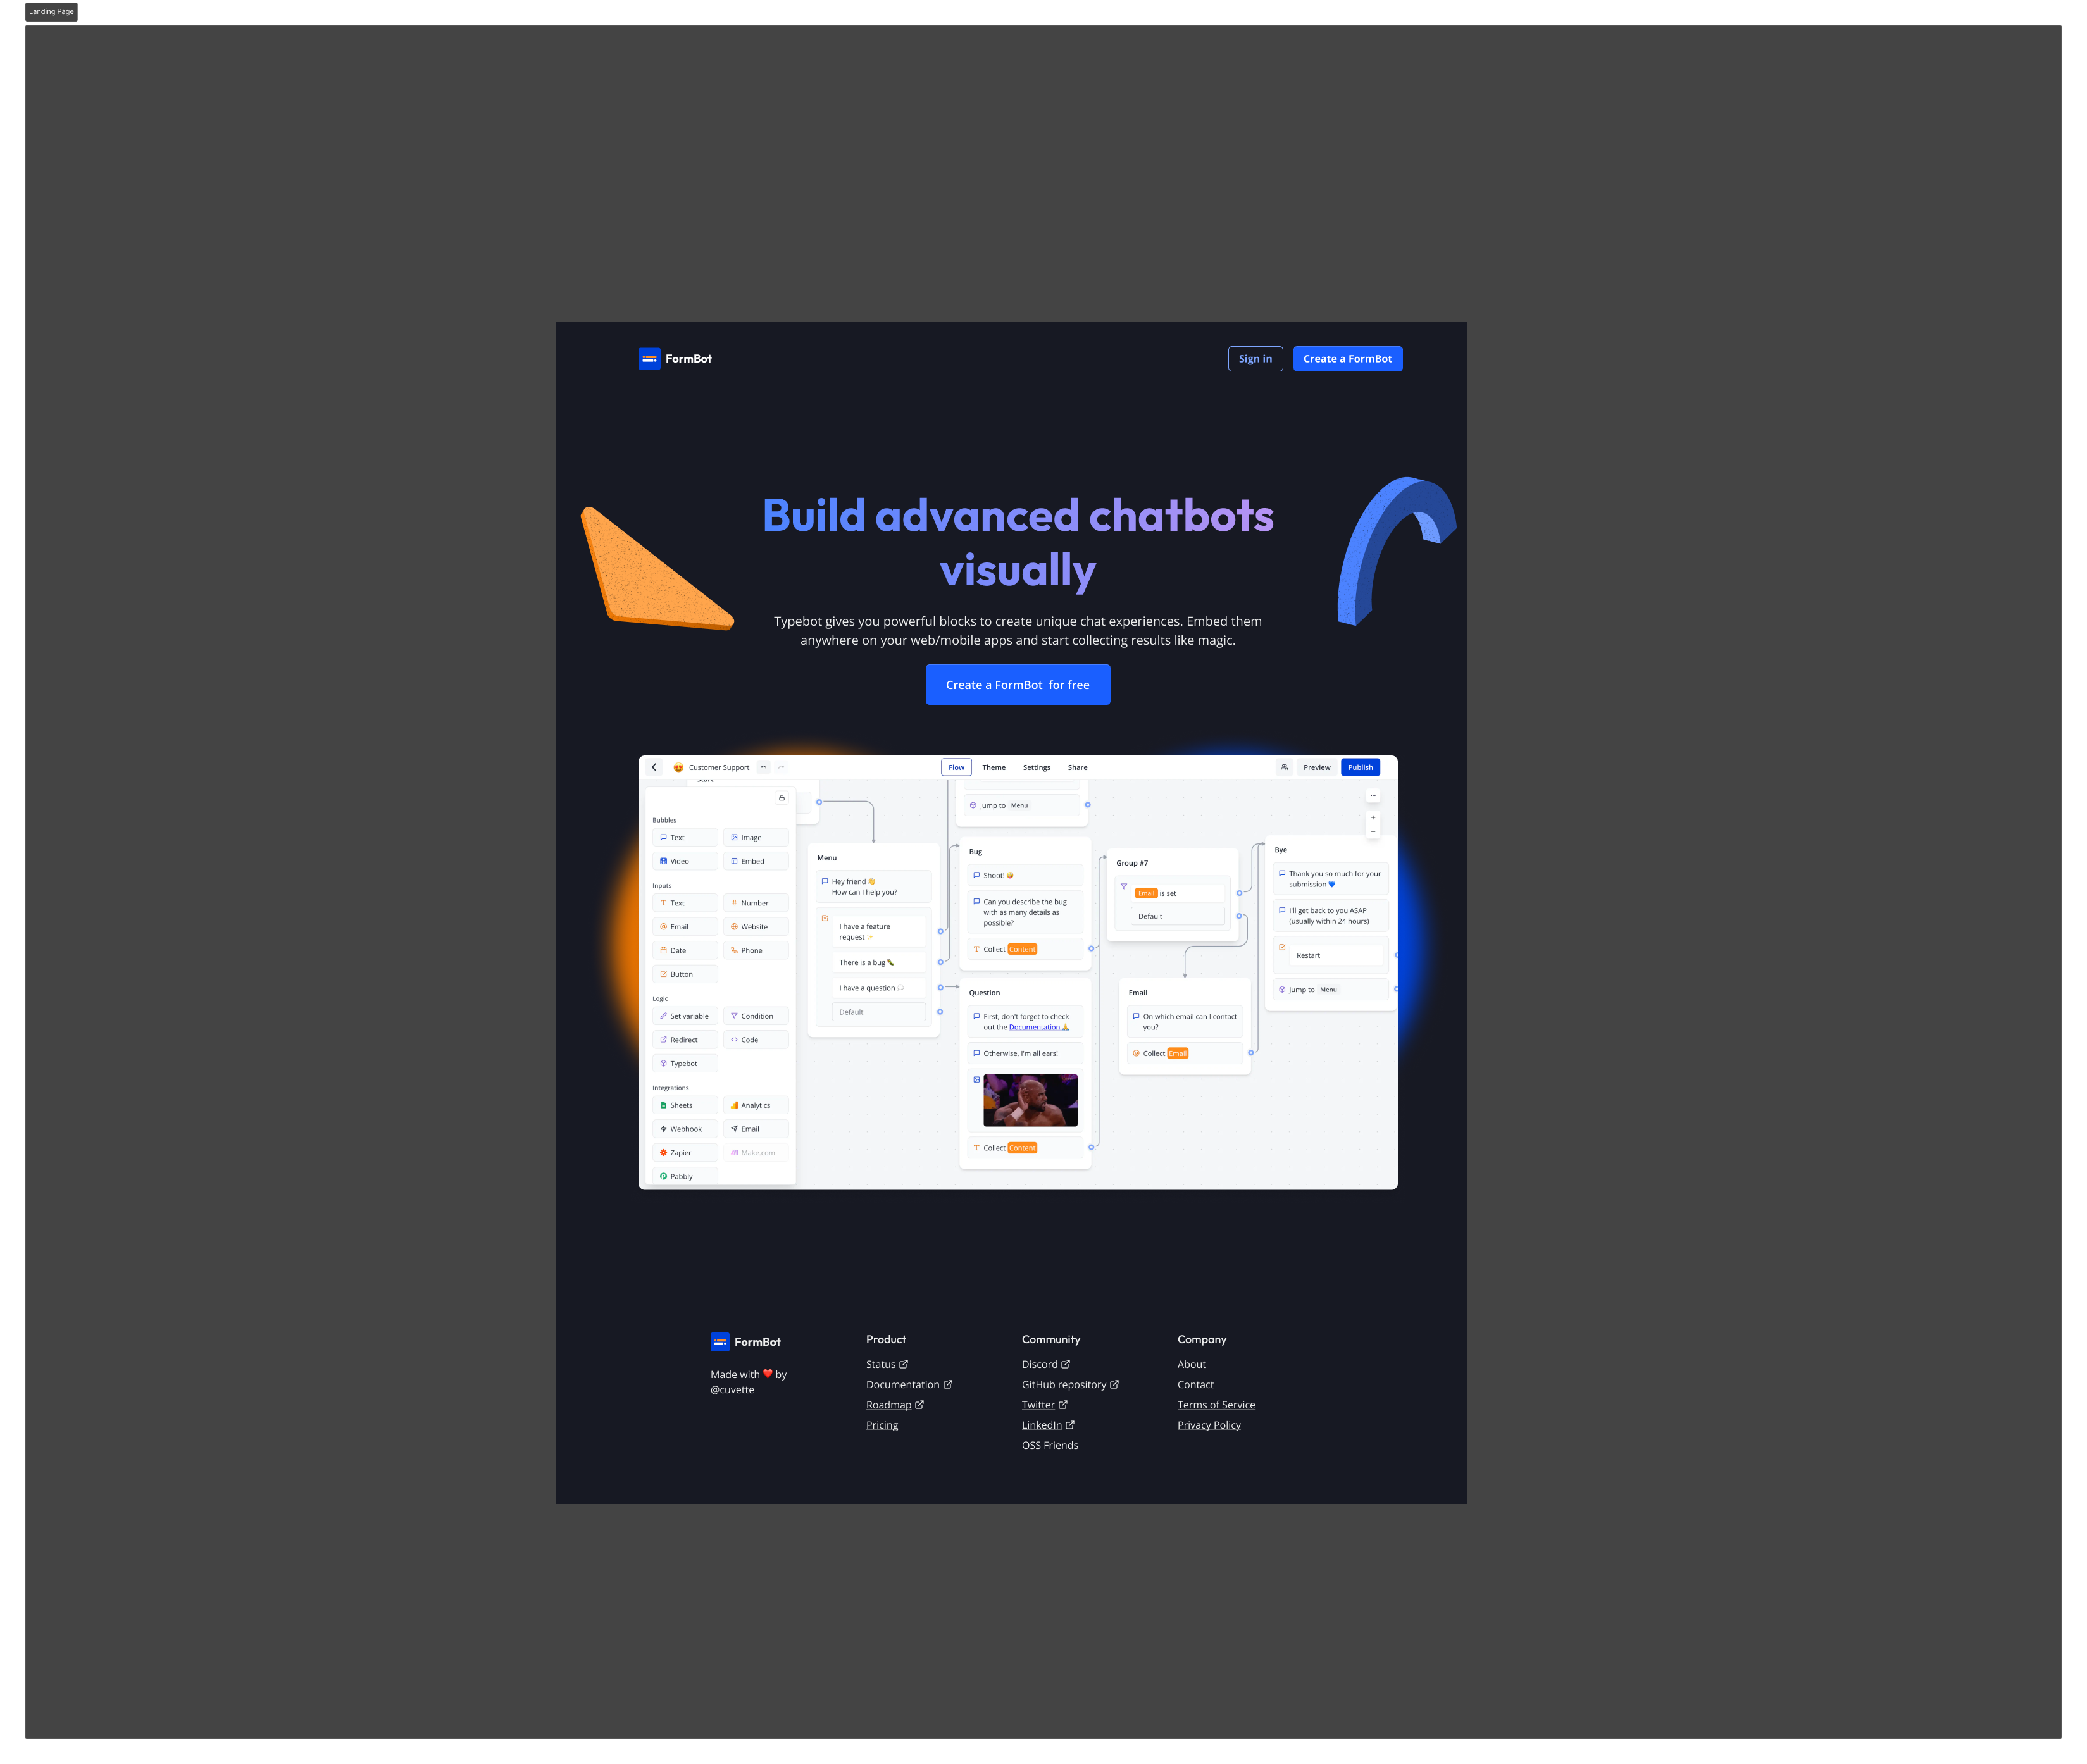 Landing Page
FormBot
Sign in
Create a FormBot
Build advanced chatbots
visually
Typebot gives you powerful blocks to create unique chat experiences. Embed them
anywhere on your web/mobile apps and start collecting results like magic.
Create a FormBot  for free
Customer Support
Flow
Theme
Settings
Share
Preview
Publish
Start
Bubbles
Text
Image
Video
Embed
Inputs
Text
Number
Email
Website
Date
Phone
Button
Logic
Set variable
Condition
Redirect
Code
Typebot
Integrations
Sheets
Analytics
Webhook
Email
Zapier
Make.com
Pabbly
Menu
Hey friend 👋
How can I help you?
I have a feature
request ✨
There is a bug 🐛
I have a question 📖
Default
Jump to Menu
Bug
Shoot! 🤪
Can you describe the bug
with as many details as
possible?
Collect Content
Question
First, don't forget to check
out the Documentation 🙏
Otherwise, I'm all ears!
Collect Content
Group #7
Email is set
Default
Email
On which email can I contact
you?
Collect Email
Bye
Thank you so much for your
submission 💙
I'll get back to you ASAP
(usually within 24 hours)
Restart
Jump to Menu
FormBot
Made with ❤️ by
@cuvette
Product
Status
Documentation
Roadmap
Pricing
Community
Discord
GitHub repository
Twitter
LinkedIn
OSS Friends
Company
About
Contact
Terms of Service
Privacy Policy